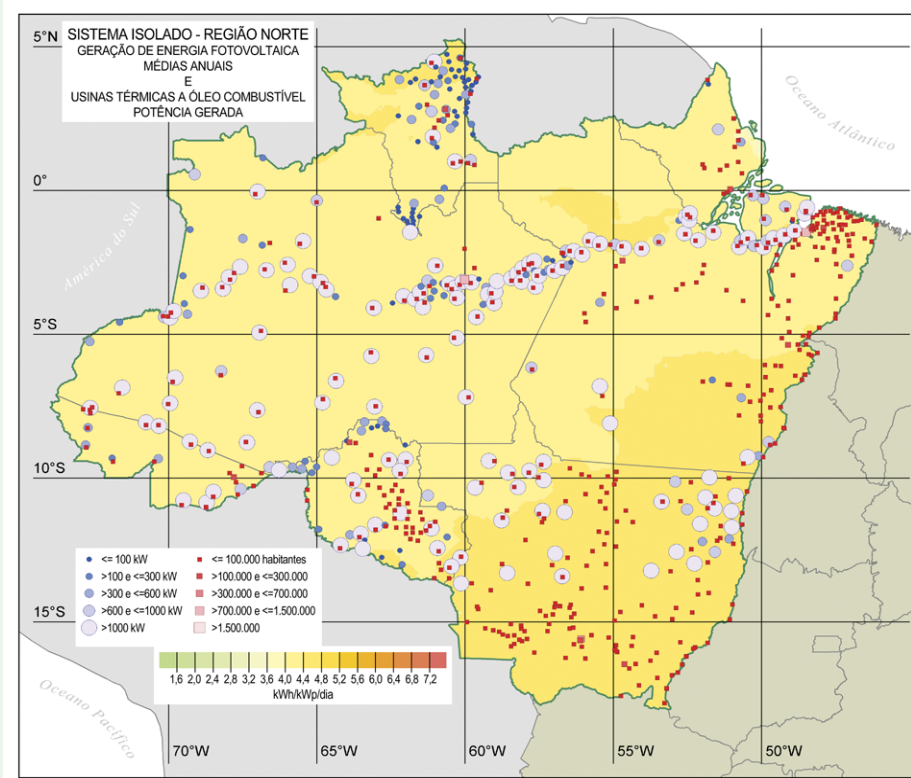 SISTEMA ISOLADO - REGIÃO NORTE
GERAÇÃO DE ENERGIA FOTOVOLTAICA
MÉDIAS ANUAIS
E
USINAS TÉRMICAS A ÓLEO COMBUSTÍVEL
POTÊNCIA GERADA
5°N
0°
5°S
10°S
15°S
Oceano Atlântico
América do Sul
Oceano Pacífico
<= 100 kW
>100 e <=300 kW
>300 e <=600 kW
>600 e <=1000 kW
>1000 kW
<= 100.000 habitantes
>100.000 e <=300.000
>300.000 e <=700.000
>700.000 e <=1.500.000
>1.500.000
1,6 2,0 2,4 2,8 3,2 3,6 4,0 4,4 4,8 5,2 5,6 6,0 6,4 6,8 7,2
kWh/kWp/dia
70°W 65°W 60°W 55°W 50°W